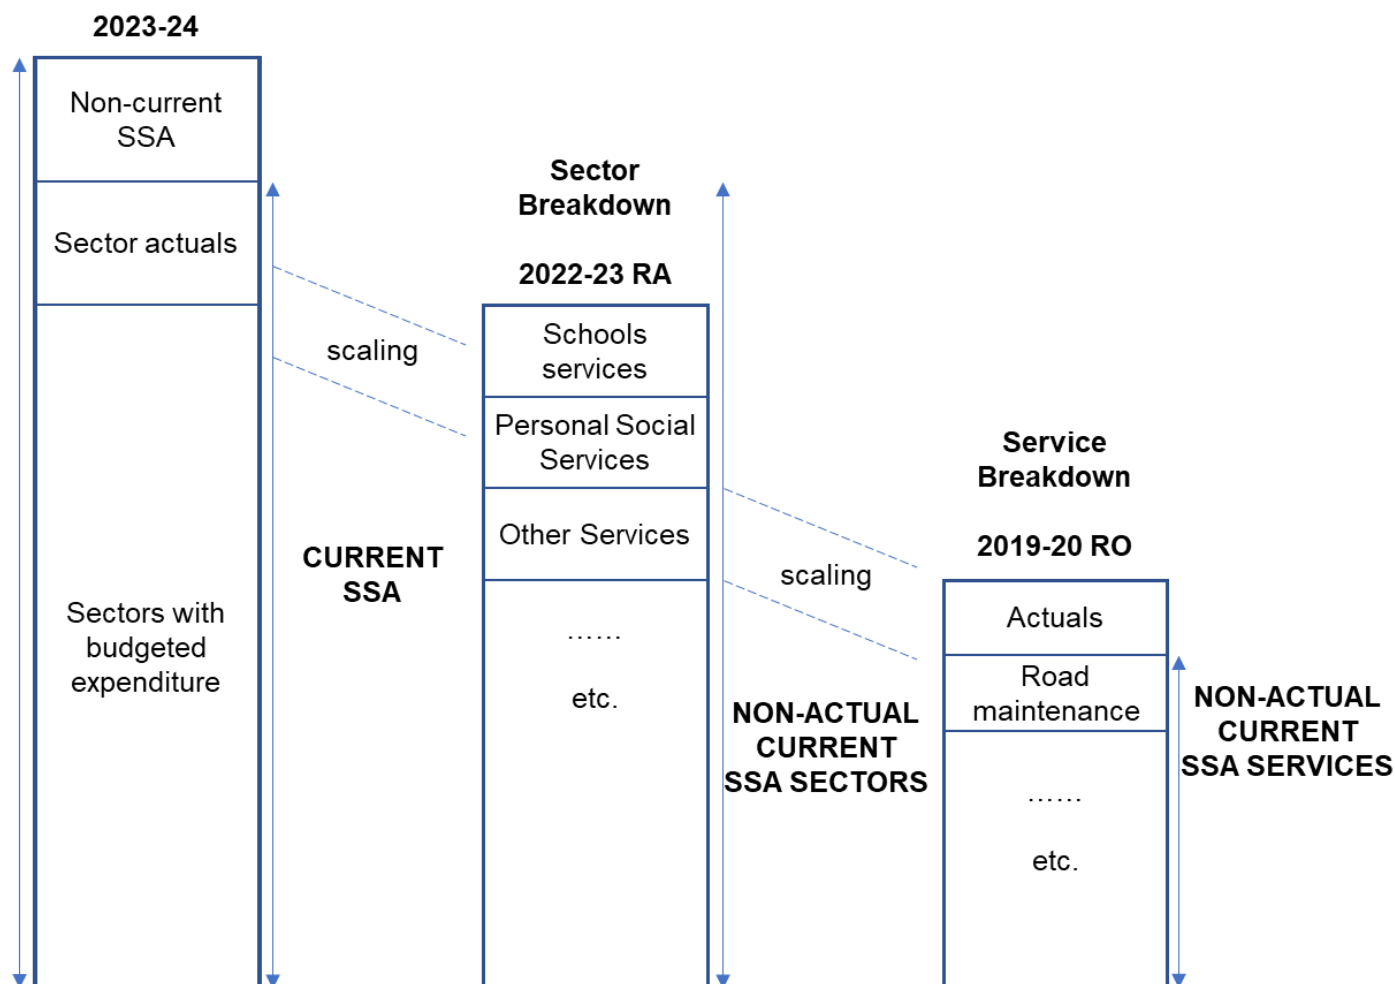 2023-24
Non-current
SSA
Sector actuals
Sectors with
budgeted
expenditure
scaling
CURRENT
SSA
Sector
Breakdown
2022-23 RA
Schools
services
Personal Social
Services
Other Services
......
etc.
scaling
NON-ACTUAL
CURRENT
SSA SECTORS
Service
Breakdown
2019-20 RO
Actuals
Road
maintenance
......
etc.
NON-ACTUAL
CURRENT
SSA SERVICES